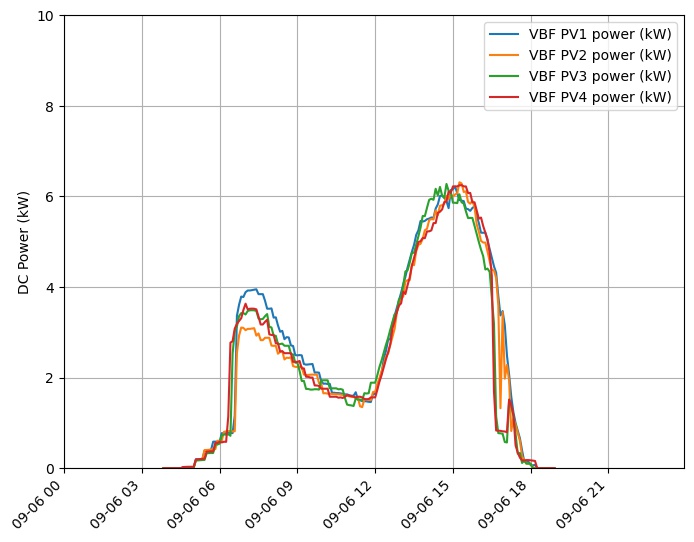 10
VBF PV1 power (kW)
VBF PV2 power (kW)
VBF PV3 power (kW)
VBF PV4 power (kW)
8
6
DC Power (kW)
4
2
0
09-06 00
09-06 03
09-06 06
09-06 09
09-06 12
09-06 15
09-06 18
09-06 21